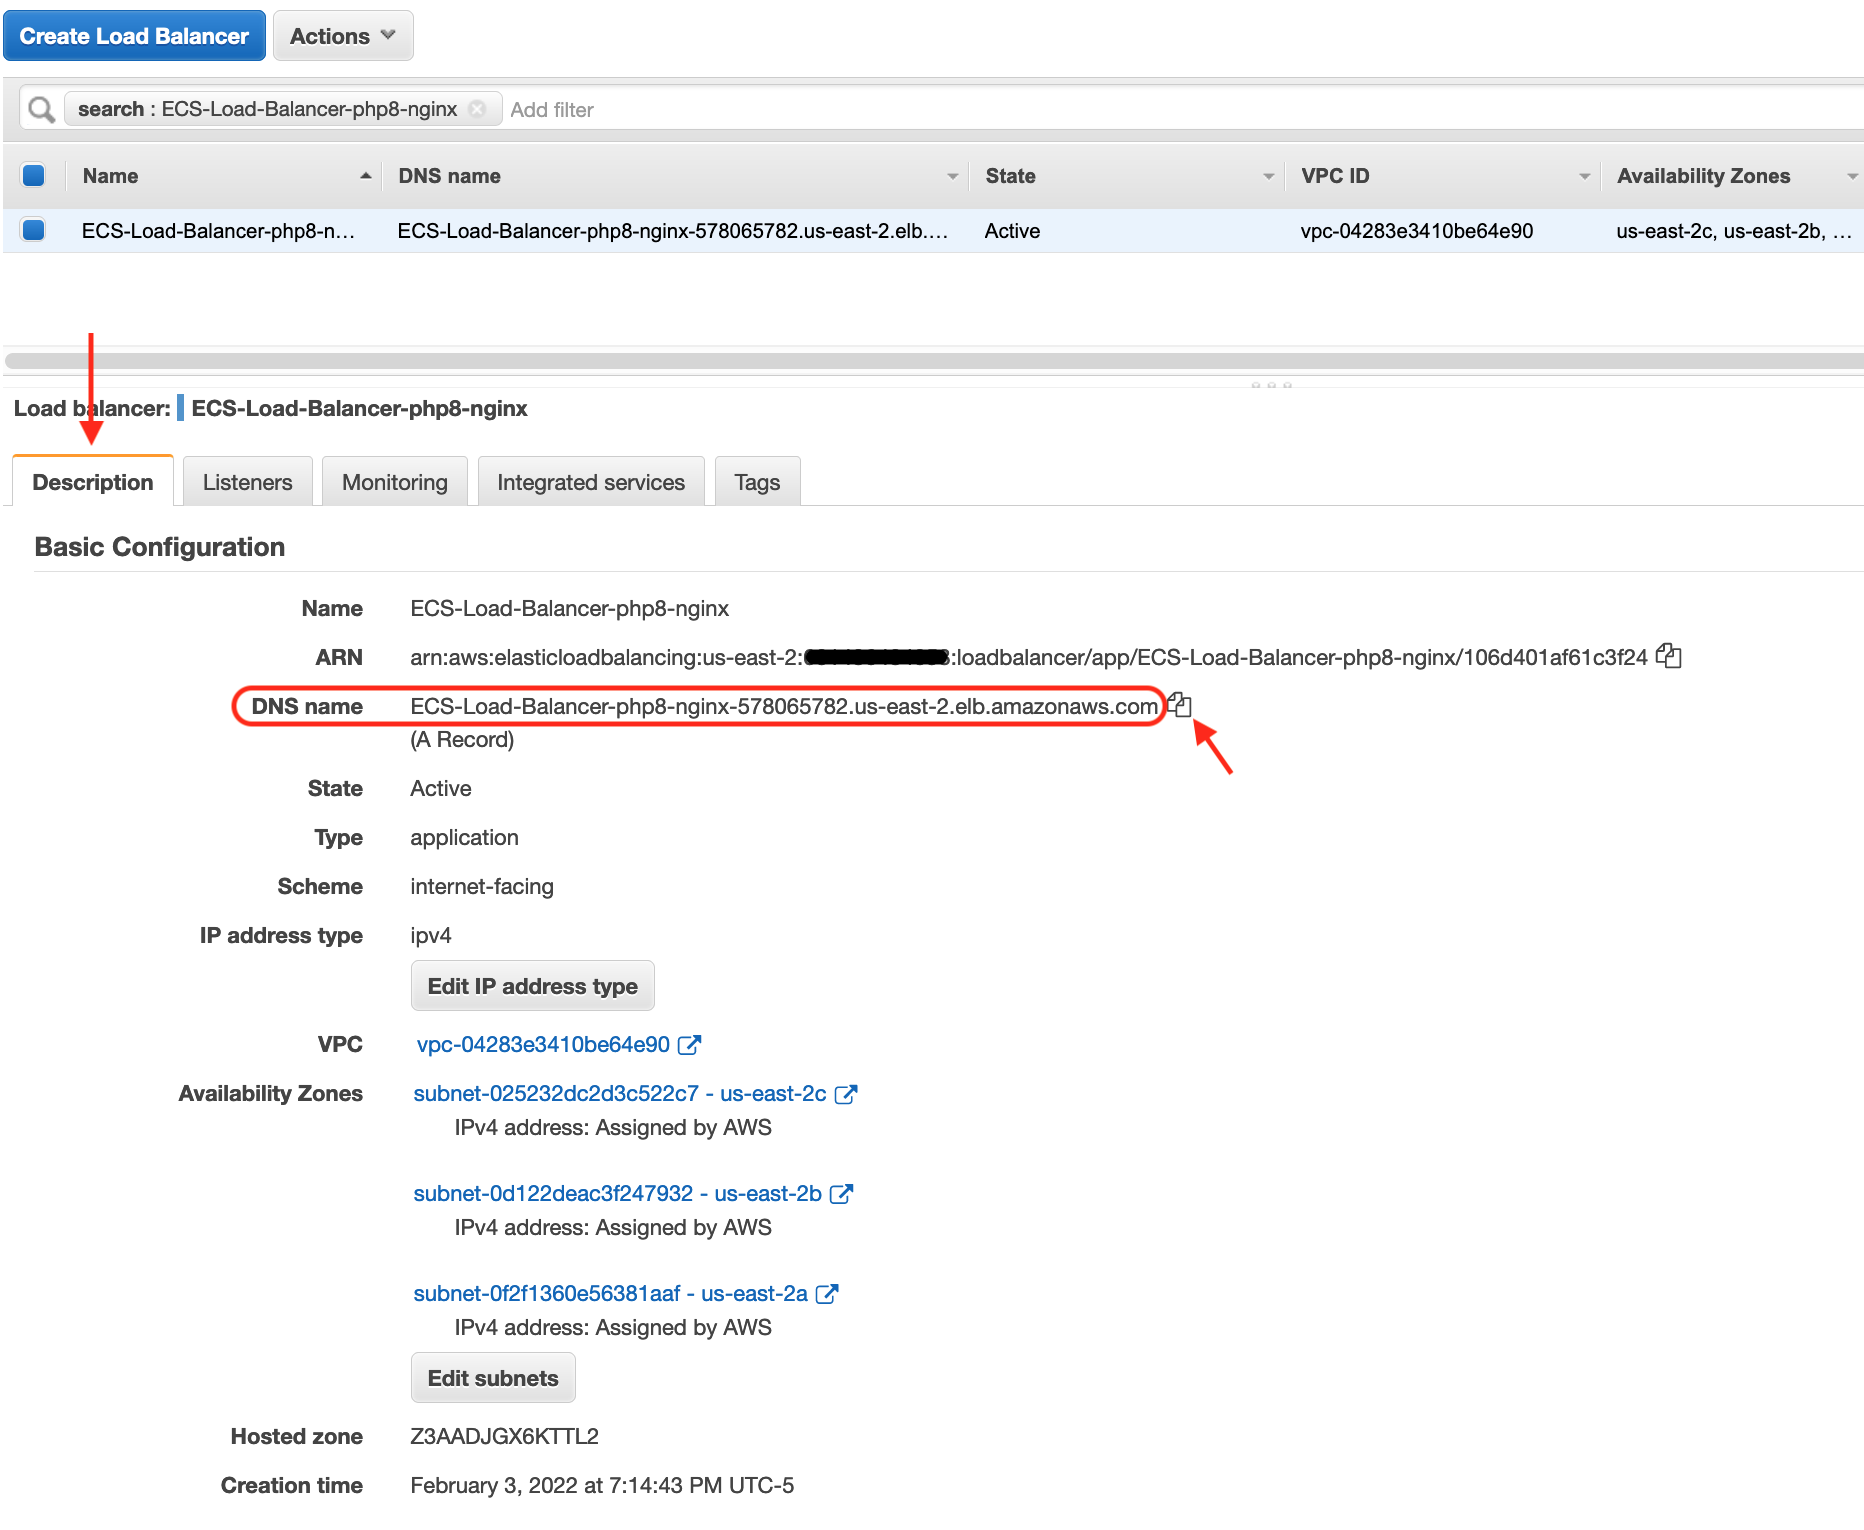 Create Load Balancer Actions
search : ECS-Load-Balancer-php8-nginx Add filter
Name DNS name State VPC ID Availability Zones
ECS-Load-Balancer-php8-n... ECS-Load-Balancer-php8-nginx-578065782.us-east-2.elb.... Active vpc-04283e3410be64e90 us-east-2c, us-east-2b, ...
Load balancer: ECS-Load-Balancer-php8-nginx
Description Listeners Monitoring Integrated services Tags
Basic Configuration
Name ECS-Load-Balancer-php8-nginx
ARN arn:aws:elasticloadbalancing:us-east-2: :loadbalancer/app/ECS-Load-Balancer-php8-nginx/106d401af61c3f24
DNS name ECS-Load-Balancer-php8-nginx-578065782.us-east-2.elb.amazonaws.com
(A Record)
State Active
Type application
Scheme internet-facing
IP address type ipv4
Edit IP address type
VPC vpc-04283e3410be64e90
Availability Zones subnet-025232dc2d3c522c7 - us-east-2c
IPv4 address: Assigned by AWS
subnet-0d122deac3f247932 - us-east-2b
IPv4 address: Assigned by AWS
subnet-0f2f1360e56381aaf - us-east-2a
IPv4 address: Assigned by AWS
Edit subnets
Hosted zone Z3AADJGX6KTTL2
Creation time February 3, 2022 at 7:14:43 PM UTC-5